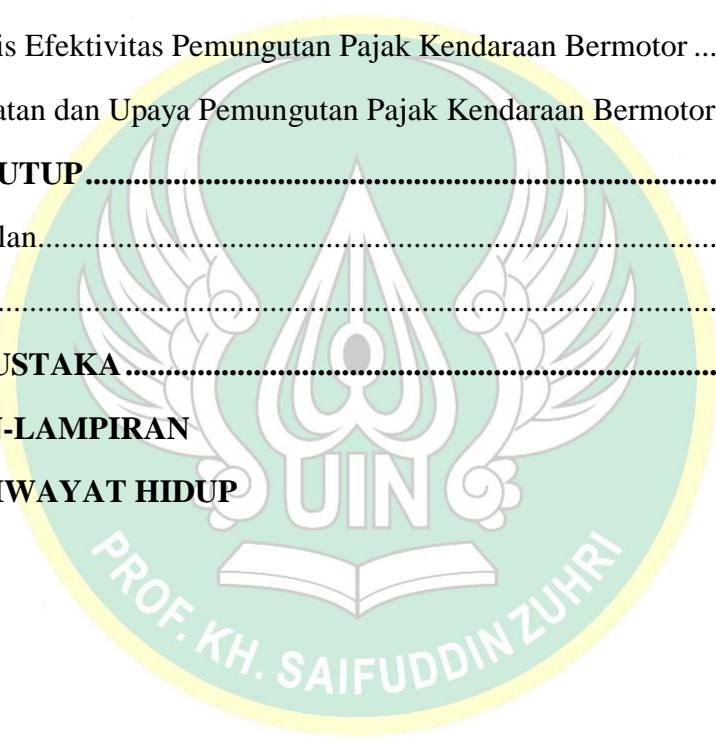 is Efektivitas Pemungutan Pajak Kendaraan Bermotor ...
atan dan Upaya Pemungutan Pajak Kendaraan Bermotor
UTUP.......................................................................
lan...........................................................................
................................................................................
USTAKA..................................................................
N-LAMPIRAN
IWAYAT HIDUP
UIN
PROF. KH. SAIFUDDIN ZUHRI